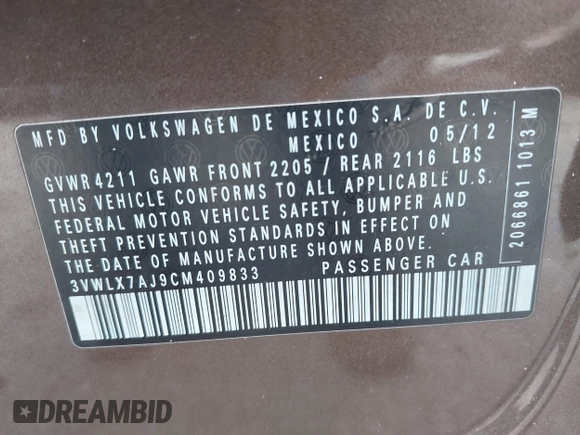 MFD BY VOLKSWAGEN DE MEXICO S.A. DE C.V.
MEXICO 05/12
GVWR 4211 GAWR FRONT 2205 / REAR 2116 LBS
THIS VEHICLE CONFORMS TO ALL APPLICABLE U.S.
FEDERAL MOTOR VEHICLE SAFETY, BUMPER AND
THEFT PREVENTION STANDARDS IN EFFECT ON
THE DATE OF MANUFACTURE SHOWN ABOVE.
3VWLX7AJ9CM409833 PASSENGER CAR
2066861 1013 M
DREAMBID